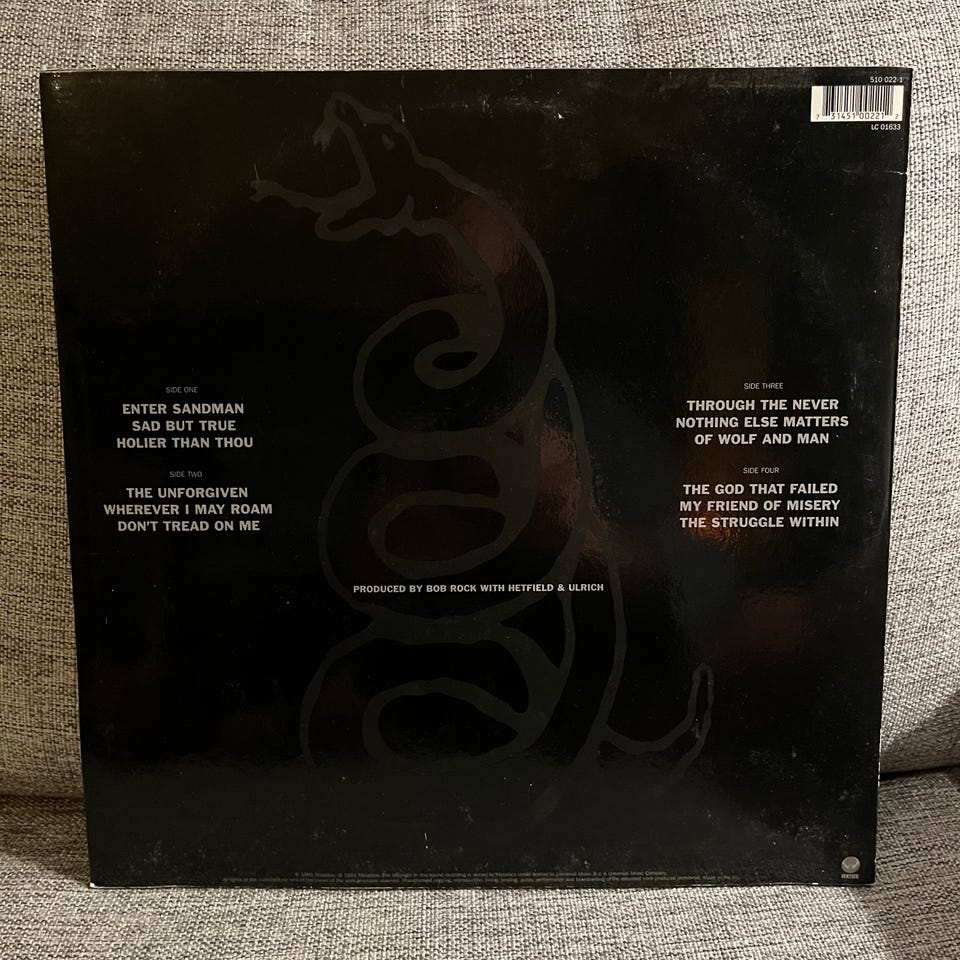 510 022-1
7 31451 00221 2
LC 01633
SIDE ONE
ENTER SANDMAN
SAD BUT TRUE
HOLIER THAN THOU
SIDE TWO
THE UNFORGIVEN
WHEREVER I MAY ROAM
DON'T TREAD ON ME
SIDE THREE
THROUGH THE NEVER
NOTHING ELSE MATTERS
OF WOLF AND MAN
SIDE FOUR
THE GOD THAT FAILED
MY FRIEND OF MISERY
THE STRUGGLE WITHIN
PRODUCED BY BOB ROCK WITH HETFIELD & ULRICH